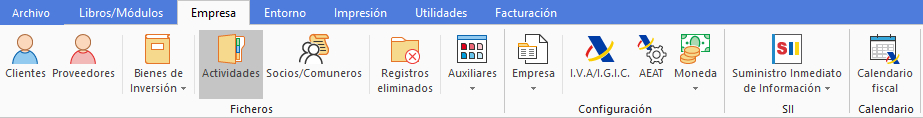 Archivo Libros/Módulos Empresa Entorno Impresión Utilidades Facturación
SII
Clientes Proveedores Bienes de Inversión Actividades Socios/Comuneros Registros eliminados Auxiliares Empresa I.V.A/I.G.I.C. AEAT Moneda Suministro Inmediato de Información Calendario fiscal
Ficheros Configuración SII Calendario